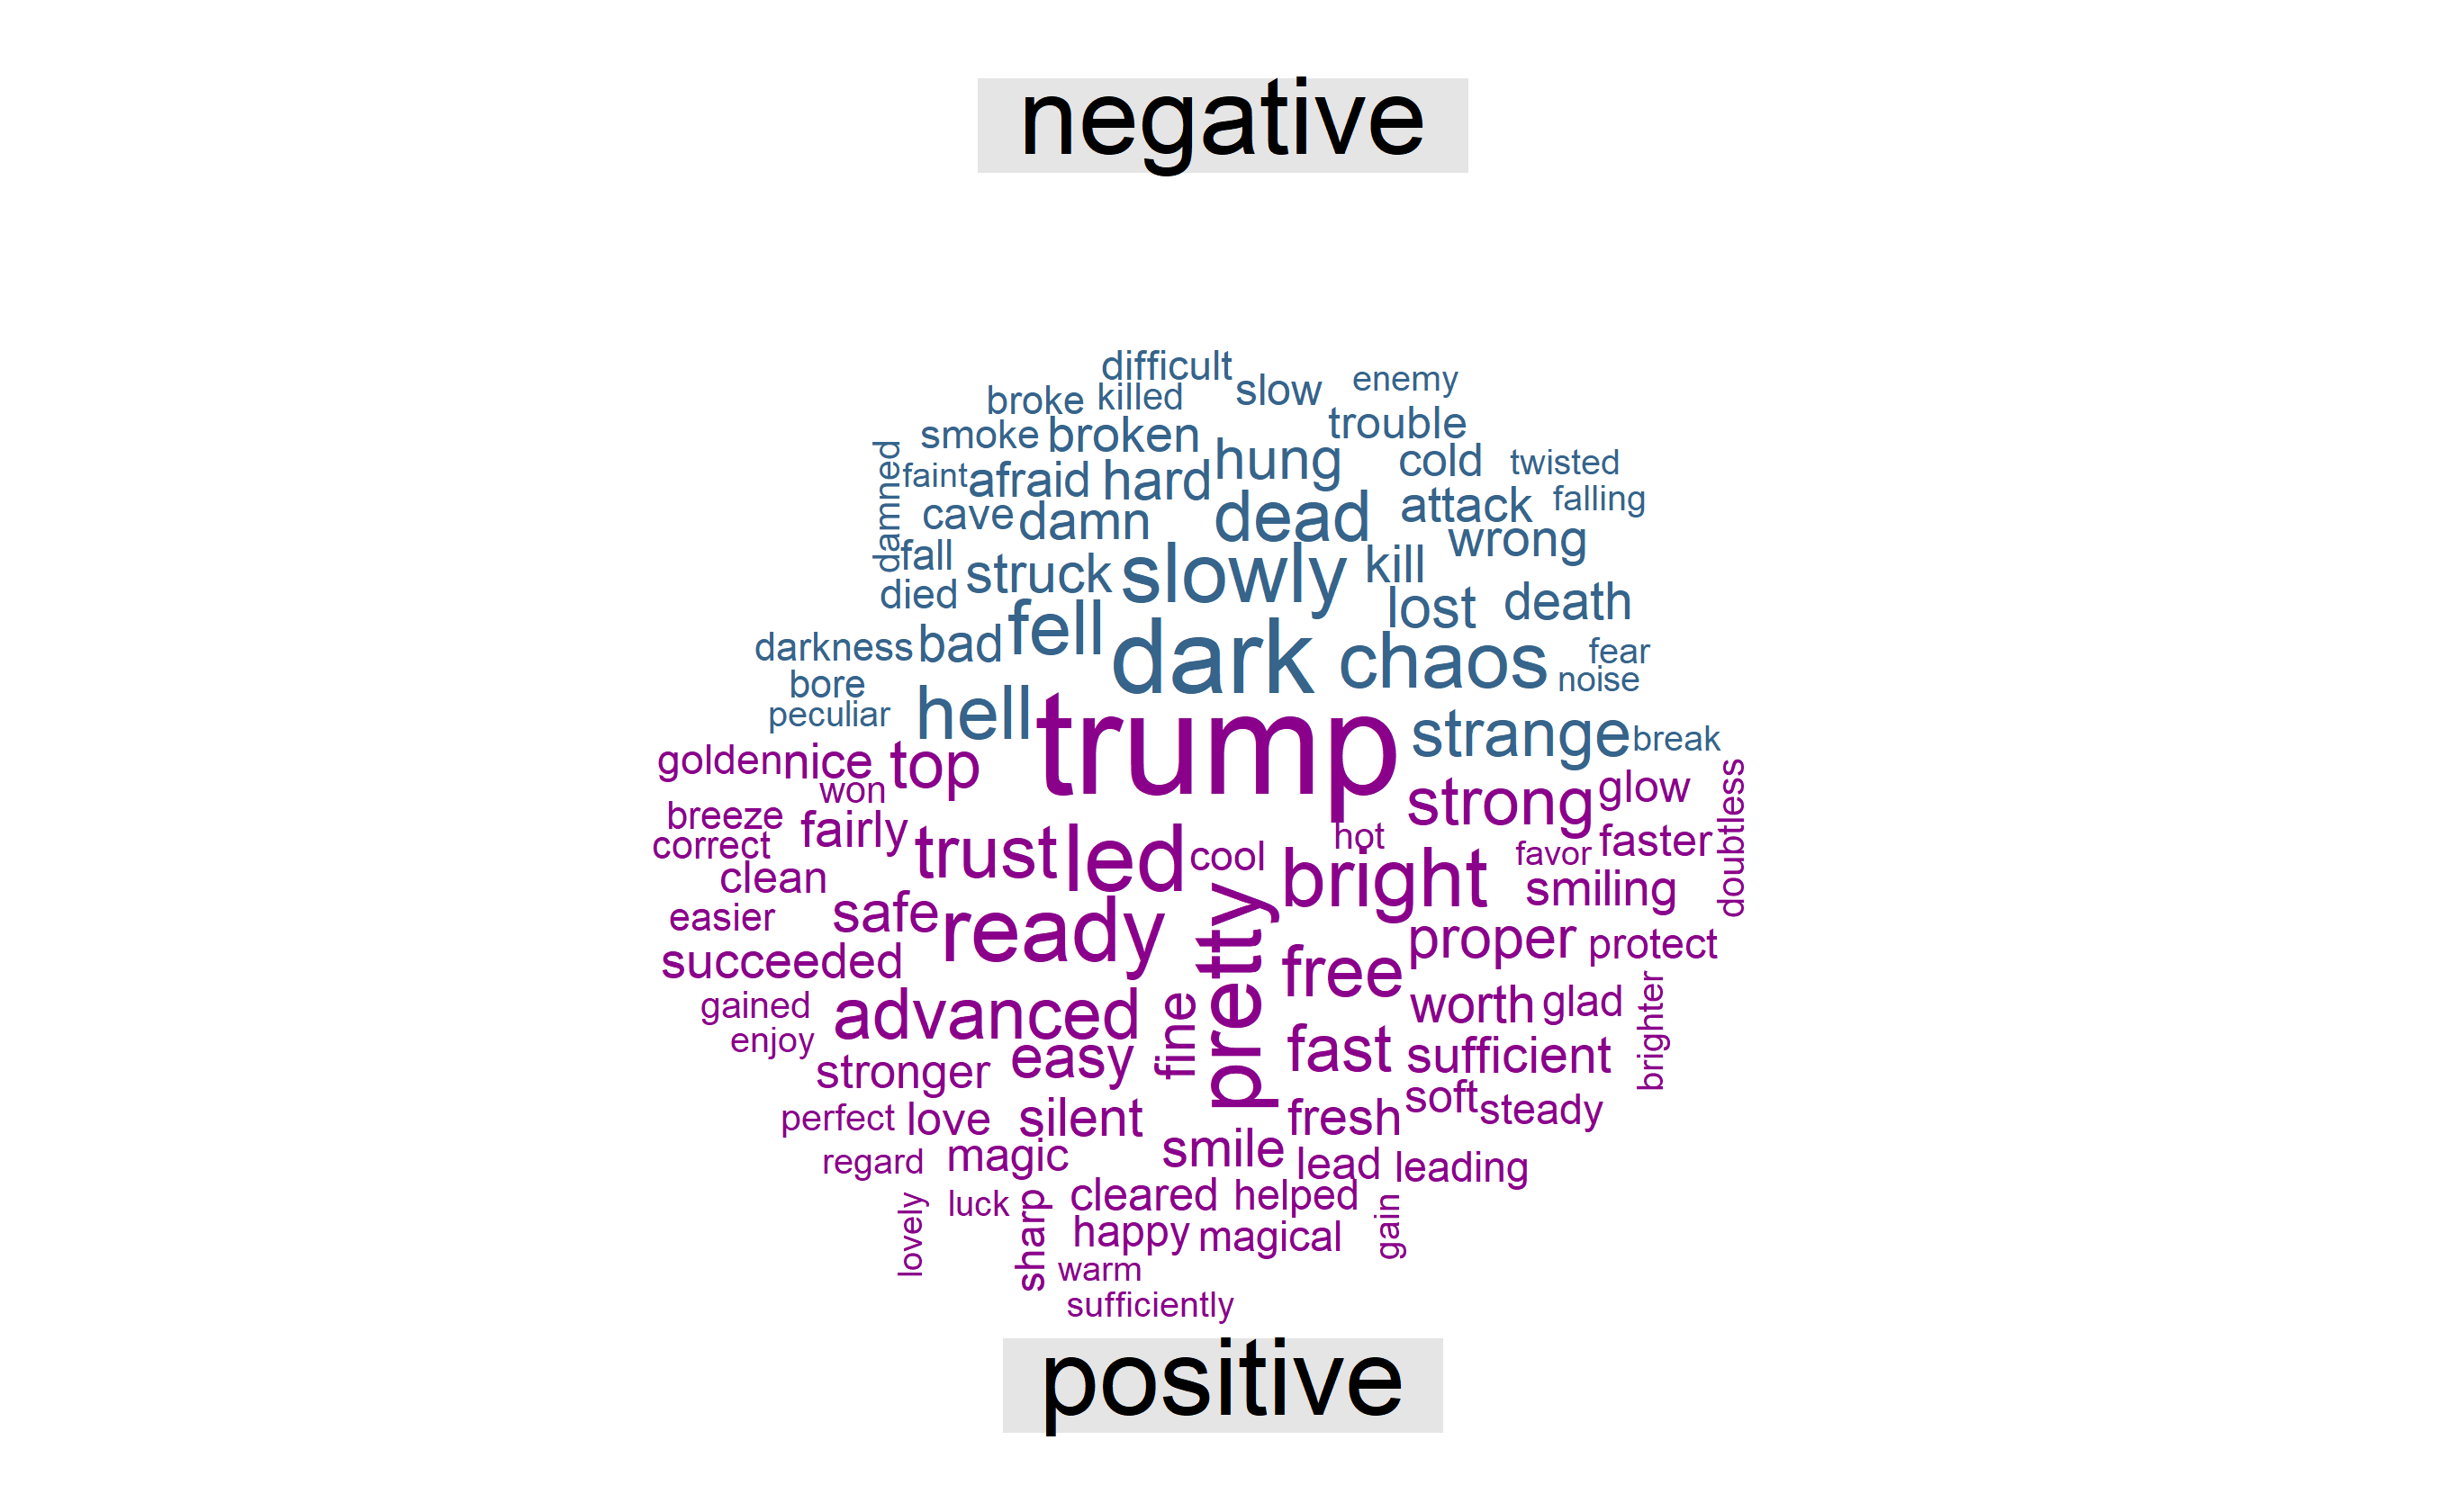 negative
difficult
enemy
broke killed slow
trouble
smoke broken
damned faint afraid hard hung cold twisted
cave damn dead attack falling
fall wrong
struck slowly kill
died lost death
darkness bad fell dark chaos fear
bore noise
peculiar hell strange break
golden nice top trump
won strong glow doubtless
breeze fairly
correct trust led cool hot favor faster
clean bright smiling
easier safe ready pretty
succeeded free proper protect
gained advanced fine worth glad brighter
enjoy
stronger easy fast sufficient
perfect love silent fresh soft steady
regard magic smile lead leading
lovely luck sharp cleared helped gain
happy magical
warm
sufficiently
positive